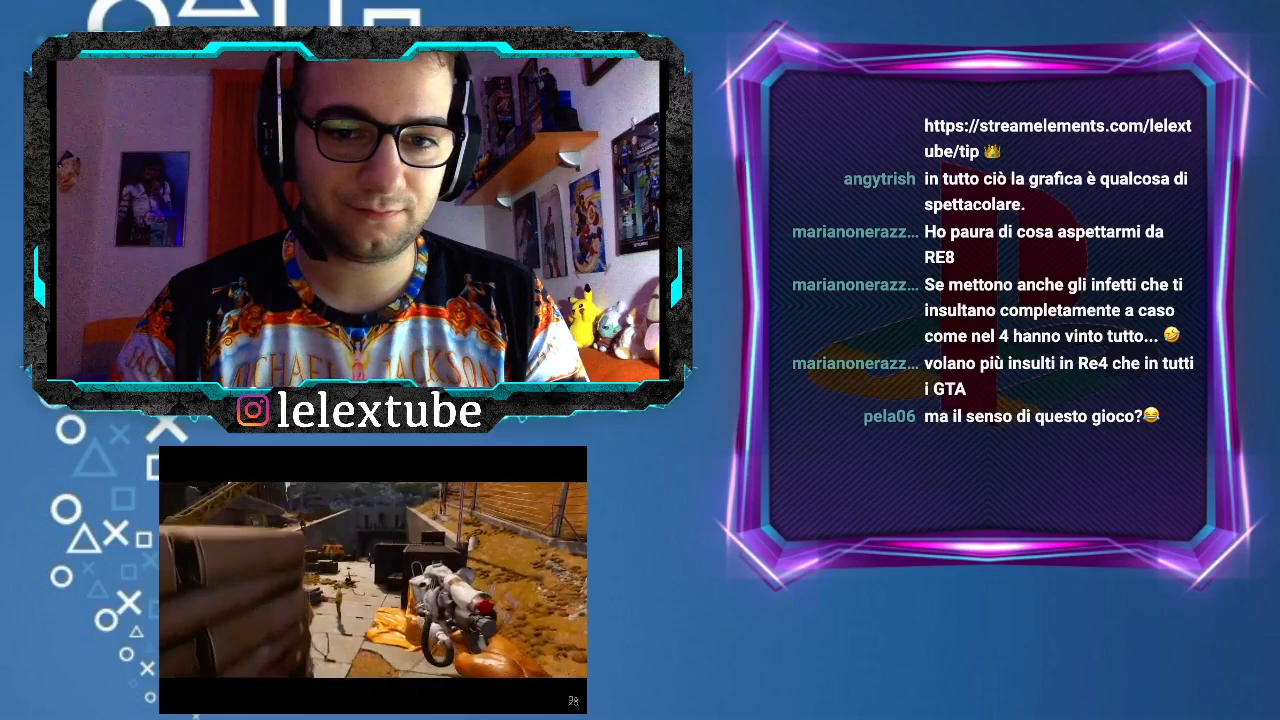 MICHAEL JACKSON
lelextube
https://streamelements.com/lelext
ube/tip 👑
angytrish in tutto ciò la grafica è qualcosa di
spettacolare.
marianonerazz... Ho paura di cosa aspettarmi da
RE8
marianonerazz... Se mettono anche gli infetti che ti
insultano completamente a caso
come nel 4 hanno vinto tutto... 🤣
marianonerazz... volano più insulti in Re4 che in tutti
i GTA
pela06 ma il senso di questo gioco?😂